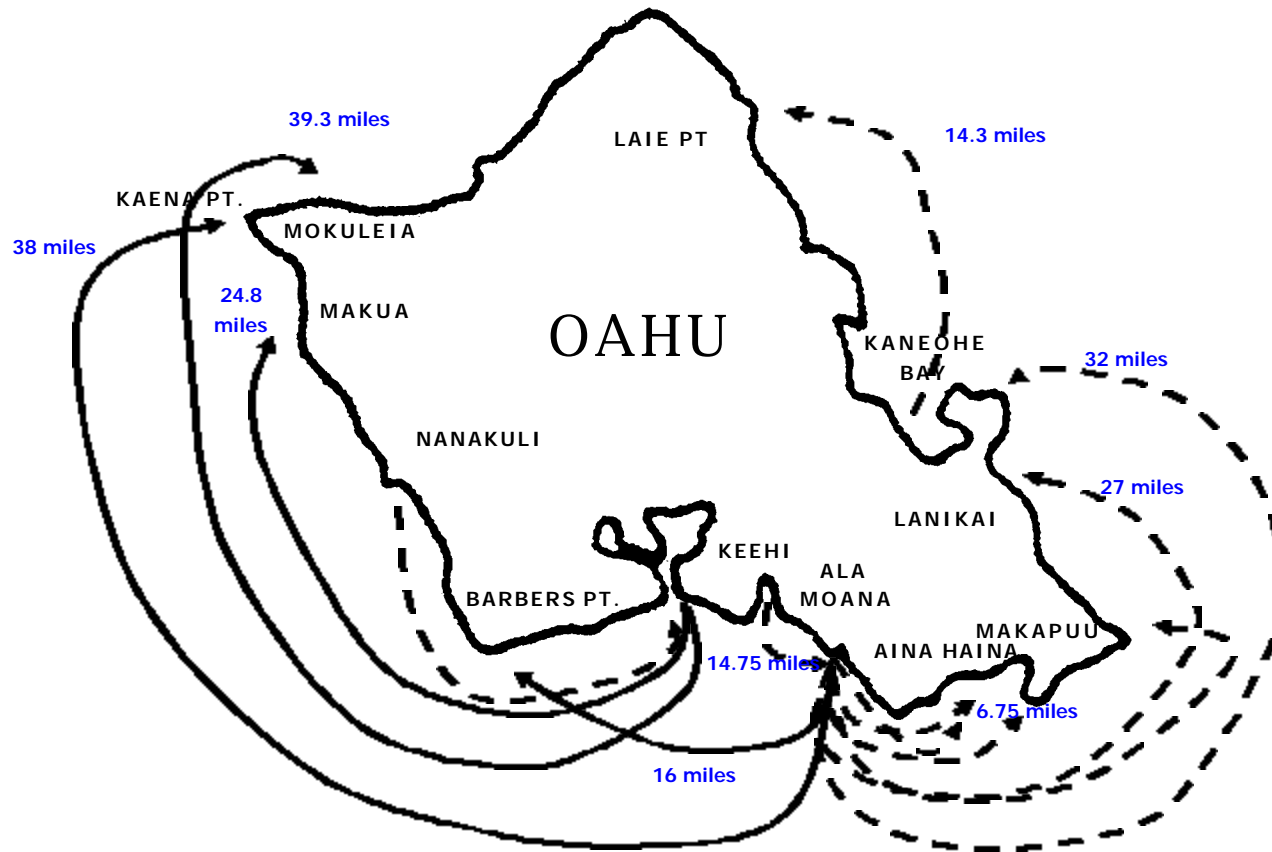 39.3 miles
LAIE PT
14.3 miles
KAENA PT.
MOKULEIA
38 miles
24.8
miles
MAKUA
OAHU
KANEOHE
BAY
32 miles
NANAKULI
27 miles
LANIKAI
KEEHI
ALA
MOANA
BARBERS PT.
MAKAPUU
AINA HAINA
14.75 miles
6.75 miles
16 miles